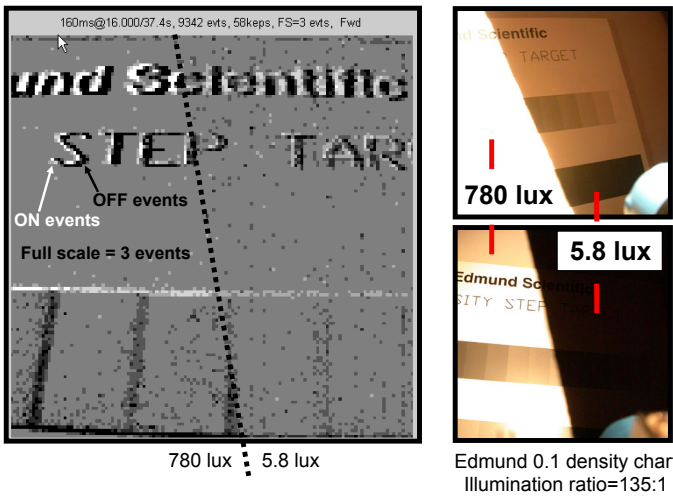 160ms@16.000/37.4s, 9342 evts, 58keps, FS=3 evts, Fwd
und Scientific
STEP TAR
ON events
OFF events
Full scale = 3 events
780 lux
5.8 lux
nd Scientific
P TARGET
780 lux
5.8 lux
Edmund Scientific
SITY STEP TAR
Edmund 0.1 density char
Illumination ratio=135:1